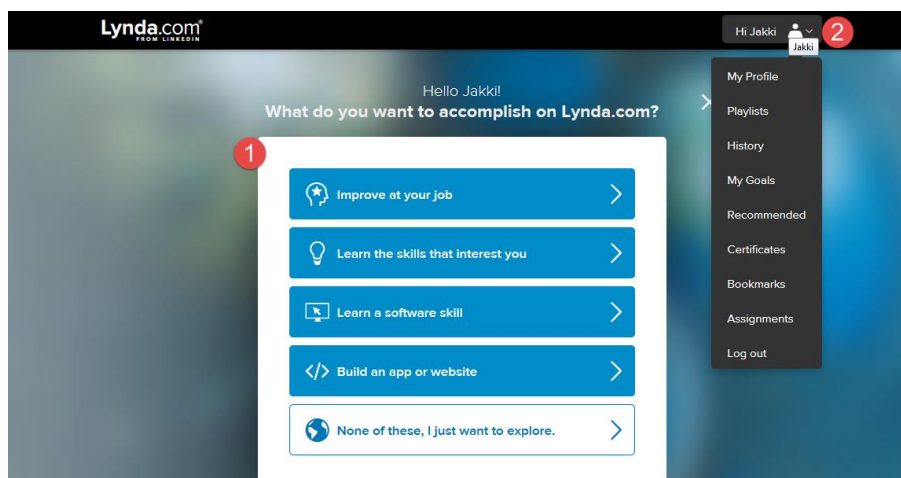 Lynda.com®
FROM LINKEDIN
Hi Jakki
2
Jakki
Hello Jakki!
What do you want to accomplish on Lynda.com?
1
Improve at your job
Learn the skills that interest you
Learn a software skill
</> Build an app or website
None of these, I just want to explore.
My Profile
Playlists
History
My Goals
Recommended
Certificates
Bookmarks
Assignments
Log out